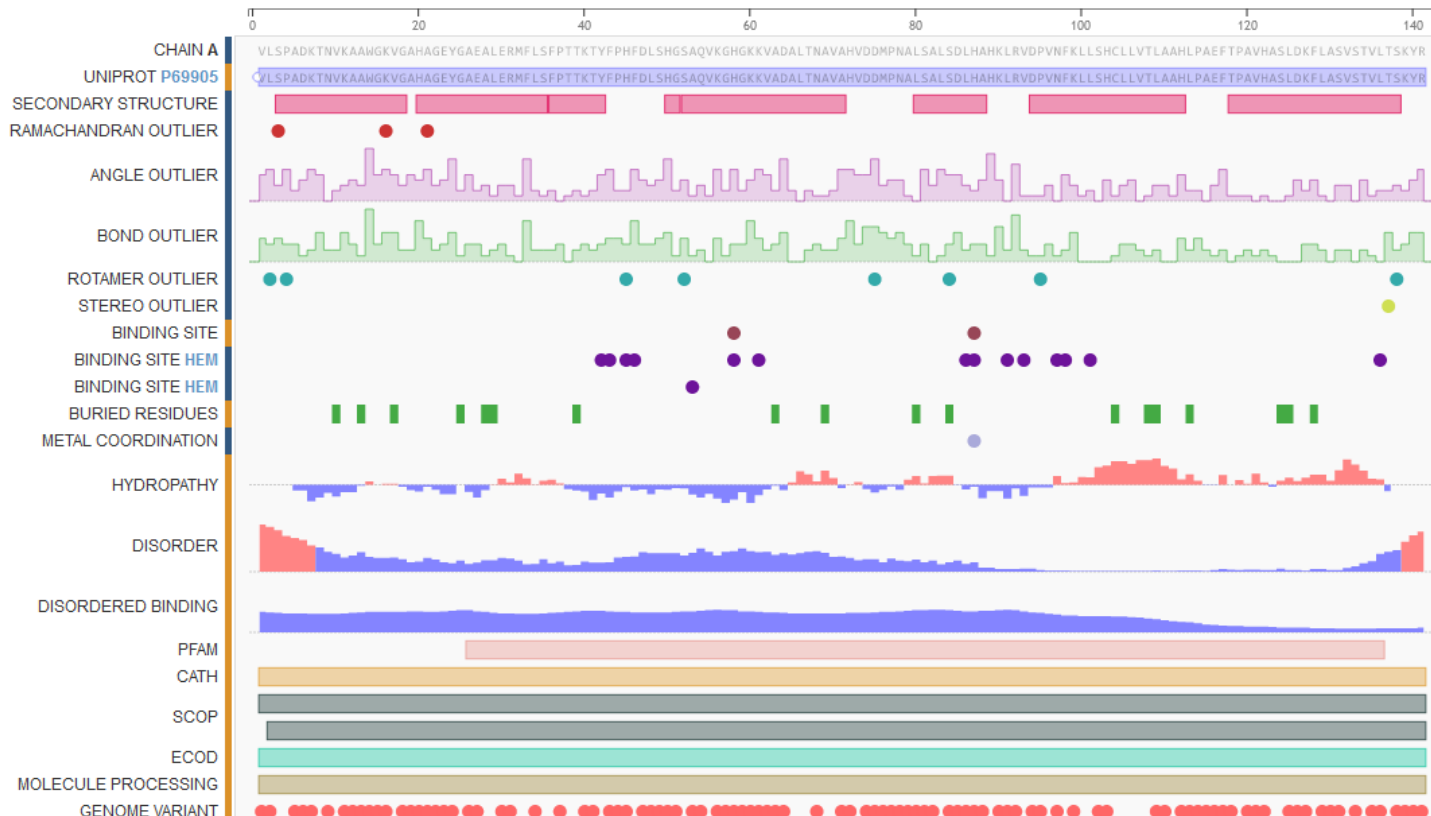 0 20 40 60 80 100 120 140
CHAIN A VLSPADKTNVKAAWGKVGAHAGEYGAEALERMFLSFPTTKTYFPHFDLSHGSAQVKGHGKKVADALTNAVAHVDDMPNALSALSDLHAHKLRVDPVNFKLLSHCLLVTLAAHLPAEFTPAVHASLDKFLASVSTVLTSKYR
UNIPROT P69905 VLSPADKTNVKAAWGKVGAHAGEYGAEALERMFLSFPTTKTYFPHFDLSHGSAQVKGHGKKVADALTNAVAHVDDMPNALSALSDLHAHKLRVDPVNFKLLSHCLLVTLAAHLPAEFTPAVHASLDKFLASVSTVLTSKYR
SECONDARY STRUCTURE
RAMACHANDRAN OUTLIER
ANGLE OUTLIER
BOND OUTLIER
ROTAMER OUTLIER
STEREO OUTLIER
BINDING SITE
BINDING SITE HEM
BINDING SITE HEM
BURIED RESIDUES
METAL COORDINATION
HYDROPATHY
DISORDER
DISORDERED BINDING
PFAM
CATH
SCOP
ECOD
MOLECULE PROCESSING
GENOME VARIANT